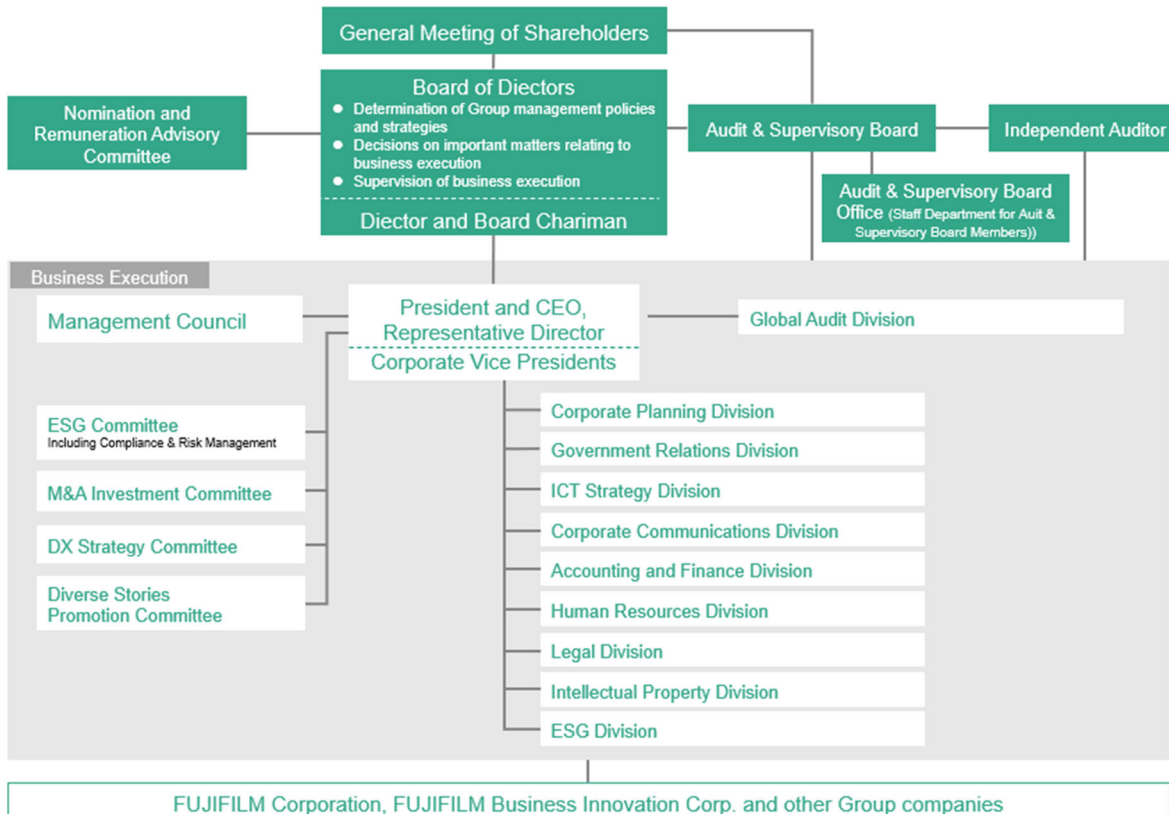 General Meeting of Shareholders
Board of Diectors
● Determination of Group management policies
and strategies
● Decisions on important matters relating to
business execution
● Supervision of business execution
Diector and Board Chariman
Nomination and
Remuneration Advisory
Committee
Audit & Supervisory Board
Independent Auditor
Audit & Supervisory Board
Office (Staff Department for Auit &
Supervisory Board Members))
Business Execution
Management Council
President and CEO,
Representative Director
Corporate Vice Presidents
Global Audit Division
ESG Committee
Including Compliance & Risk Management
M&A Investment Committee
DX Strategy Committee
Diverse Stories
Promotion Committee
Corporate Planning Division
Government Relations Division
ICT Strategy Division
Corporate Communications Division
Accounting and Finance Division
Human Resources Division
Legal Division
Intellectual Property Division
ESG Division
FUJIFILM Corporation, FUJIFILM Business Innovation Corp. and other Group companies